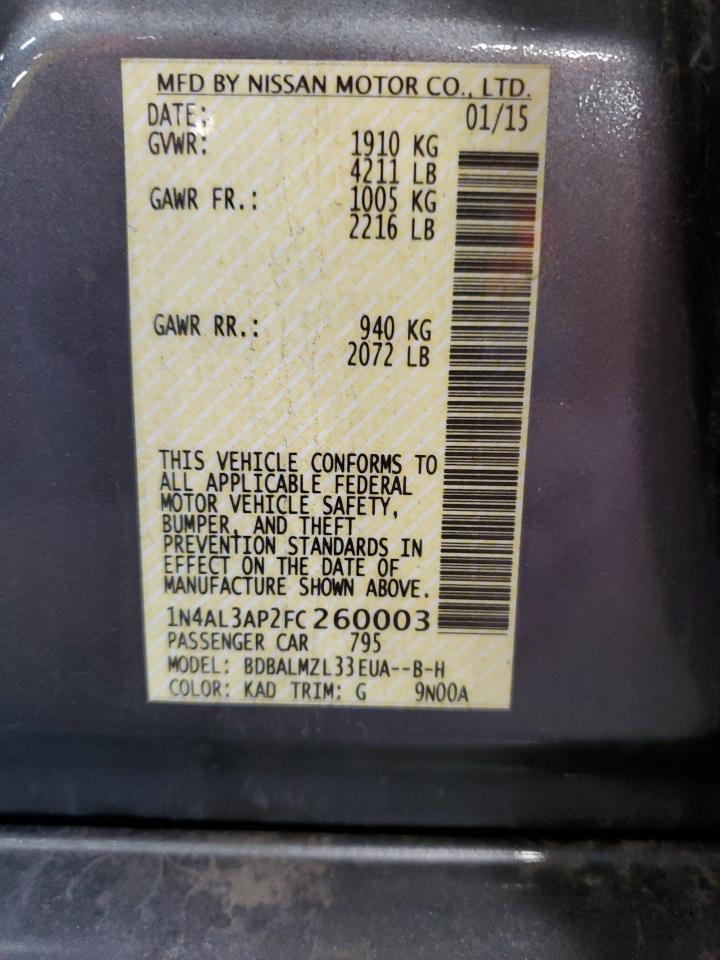 MFD BY NISSAN MOTOR CO., LTD.
DATE: 01/15
GVWR: 1910 KG
4211 LB
GAWR FR.: 1005 KG
2216 LB
GAWR RR.: 940 KG
2072 LB
THIS VEHICLE CONFORMS TO
ALL APPLICABLE FEDERAL
MOTOR VEHICLE SAFETY,
BUMPER, AND THEFT
PREVENTION STANDARDS IN
EFFECT ON THE DATE OF
MANUFACTURE SHOWN ABOVE.
1N4AL3AP2FC260003
PASSENGER CAR 795
MODEL: BDBALMZL33EUA--B-H
COLOR: KAD TRIM: G 9N00A